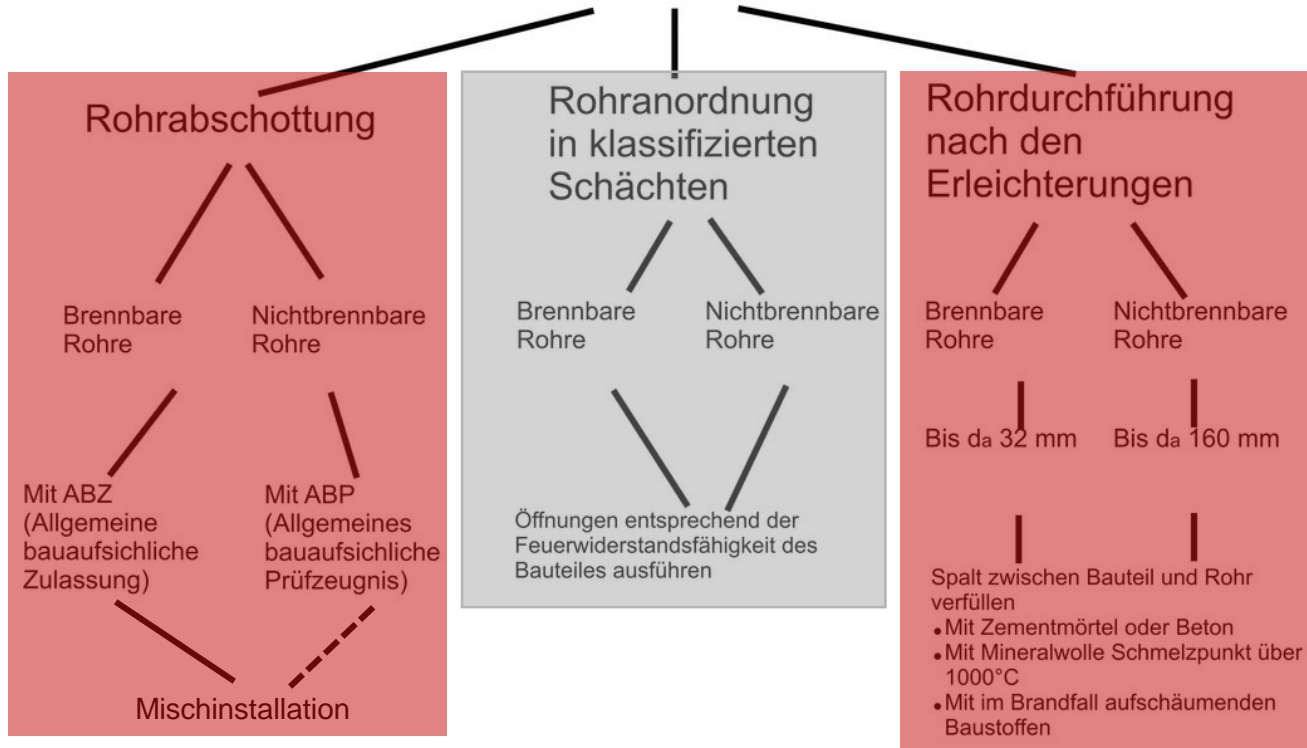 Rohrabschottung
Brennbare
Rohre
Nichtbrennbare
Rohre
Mit ABZ
(Allgemeine
bauaufsichliche
Zulassung)
Mit ABP
(Allgemeines
bauaufsichliche
Prüfzeugnis)
Mischinstallation
Rohranordnung
in klassifizierten
Schächten
Brennbare
Rohre
Nichtbrennbare
Rohre
Öffnungen entsprechend der
Feuerwiderstandsfähigkeit des
Bauteiles ausführen
Rohrdurchführung
nach den
Erleichterungen
Brennbare
Rohre
Nichtbrennbare
Rohre
Bis da 32 mm
Bis da 160 mm
Spalt zwischen Bauteil und Rohr
verfüllen
• Mit Zementmörtel oder Beton
• Mit Mineralwolle Schmelzpunkt über
1000°C
• Mit im Brandfall aufschäumenden
Baustoffen